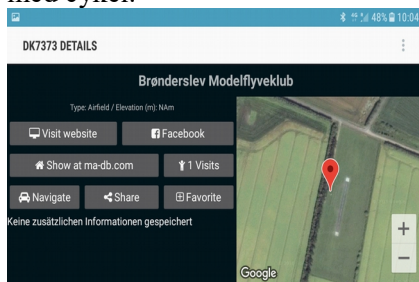 med cykel.
48% 10:04
DK7373 DETAILS
Brønderslev Modelflyveklub
Type: Airfield / Elevation (m): NAm
Visit website
Facebook
Show at ma-db.com
1 Visits
Navigate
Share
Favorite
Keine zusätzlichen Informationen gespeichert
+
−
Google